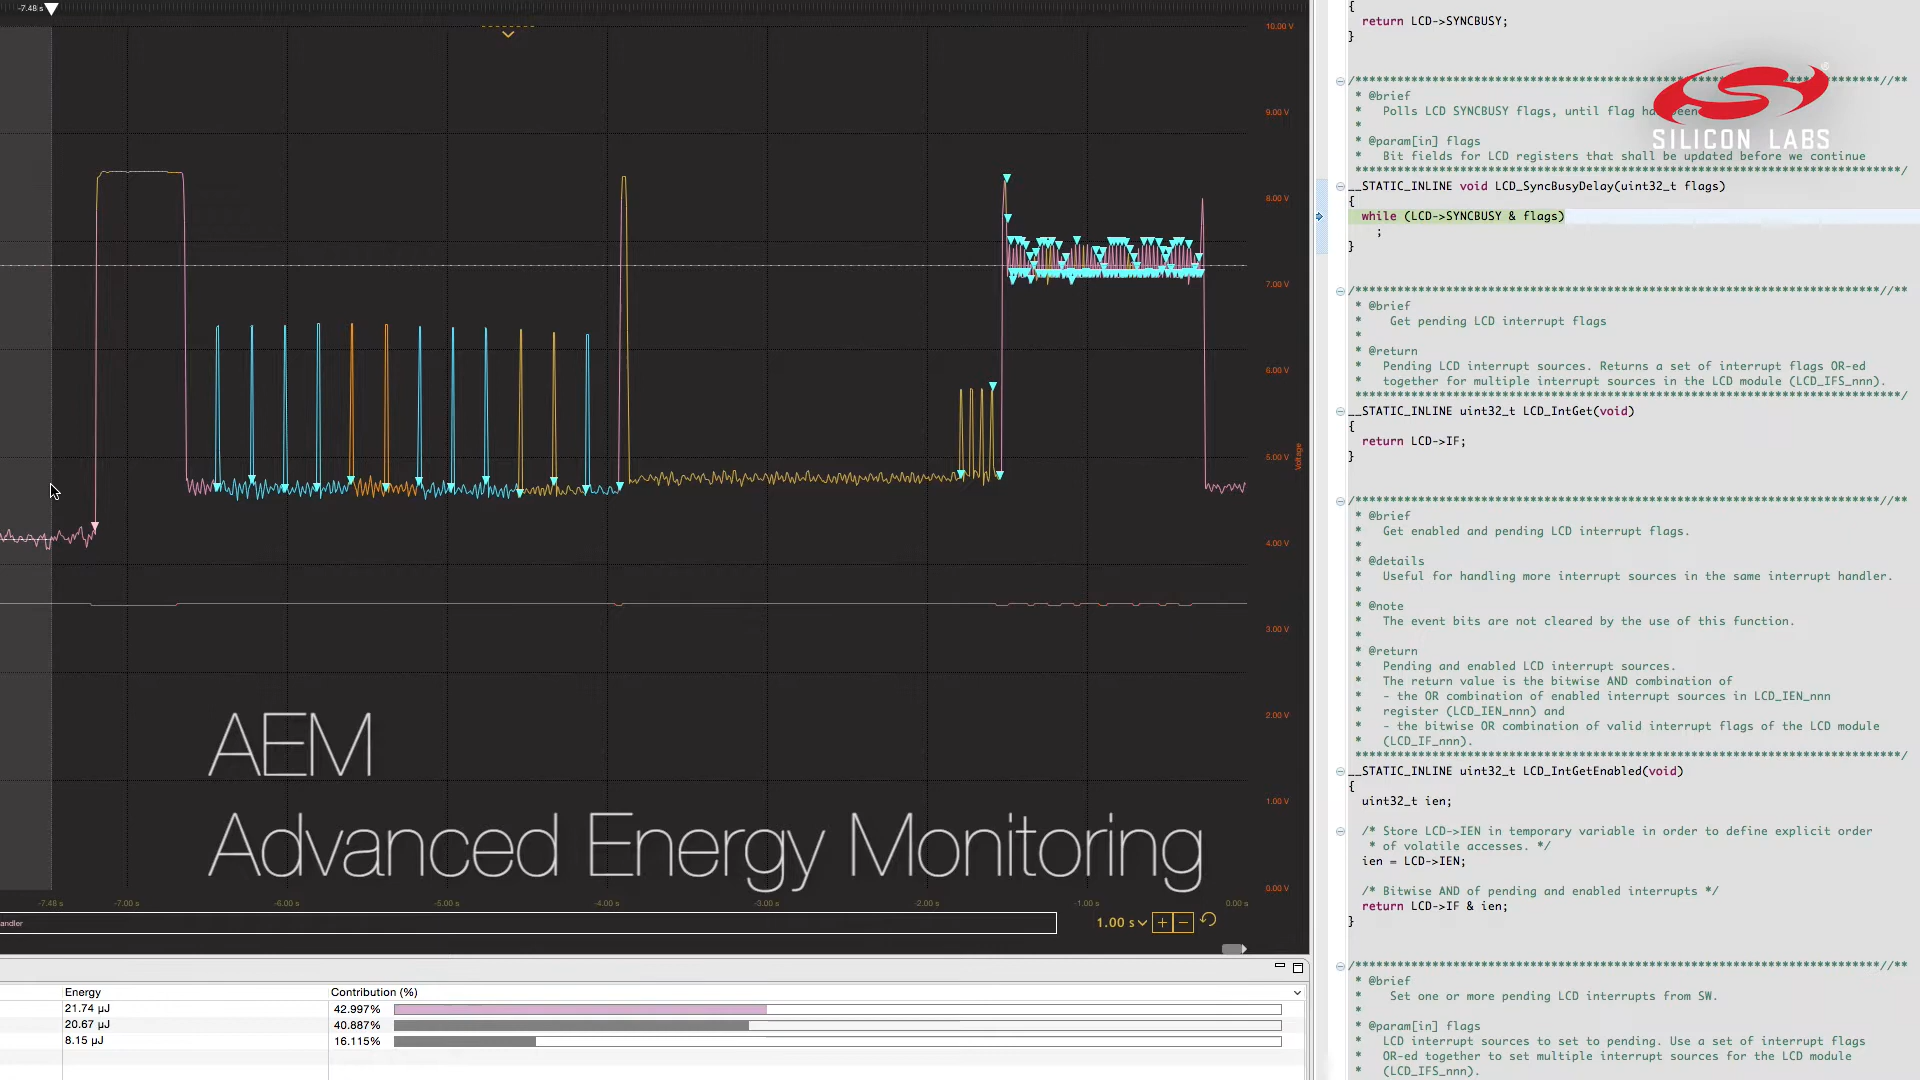 -7.48 s
10.00 V
9.00 V
8.00 V
7.00 V
6.00 V
5.00 V
Voltage
4.00 V
3.00 V
2.00 V
1.00 V
0.00 V
AEM
Advanced Energy Monitoring
-7.48 s -7.00 s -6.00 s -5.00 s -4.00 s -3.00 s -2.00 s -1.00 s 0.00 s
andler
1.00 s
Energy Contribution (%)
21.74 µJ 42.997%
20.67 µJ 40.887%
8.15 µJ 16.115%
{
return LCD->SYNCBUSY;
}
SILICON LABS
* @brief
* Polls LCD SYNCBUSY flags, until flag has been
*
* @param[in] flags
* Bit fields for LCD registers that shall be updated before we continue
__STATIC_INLINE void LCD_SyncBusyDelay(uint32_t flags)
{
while (LCD->SYNCBUSY & flags)
;
}
* @brief
* Get pending LCD interrupt flags
*
* @return
* Pending LCD interrupt sources. Returns a set of interrupt flags OR-ed
* together for multiple interrupt sources in the LCD module (LCD_IFS_nnn).
__STATIC_INLINE uint32_t LCD_IntGet(void)
{
return LCD->IF;
}
* @brief
* Get enabled and pending LCD interrupt flags.
*
* @details
* Useful for handling more interrupt sources in the same interrupt handler.
*
* @note
* The event bits are not cleared by the use of this function.
*
* @return
* Pending and enabled LCD interrupt sources.
* The return value is the bitwise AND combination of
* - the OR combination of enabled interrupt sources in LCD_IEN_nnn
* register (LCD_IEN_nnn) and
* - the bitwise OR combination of valid interrupt flags of the LCD module
* (LCD_IF_nnn).
__STATIC_INLINE uint32_t LCD_IntGetEnabled(void)
{
uint32_t ien;
/* Store LCD->IEN in temporary variable in order to define explicit order
* of volatile accesses. */
ien = LCD->IEN;
/* Bitwise AND of pending and enabled interrupts */
return LCD->IF & ien;
}
* @brief
* Set one or more pending LCD interrupts from SW.
*
* @param[in] flags
* LCD interrupt sources to set to pending. Use a set of interrupt flags
* OR-ed together to set multiple interrupt sources for the LCD module
* (LCD_IFS_nnn).